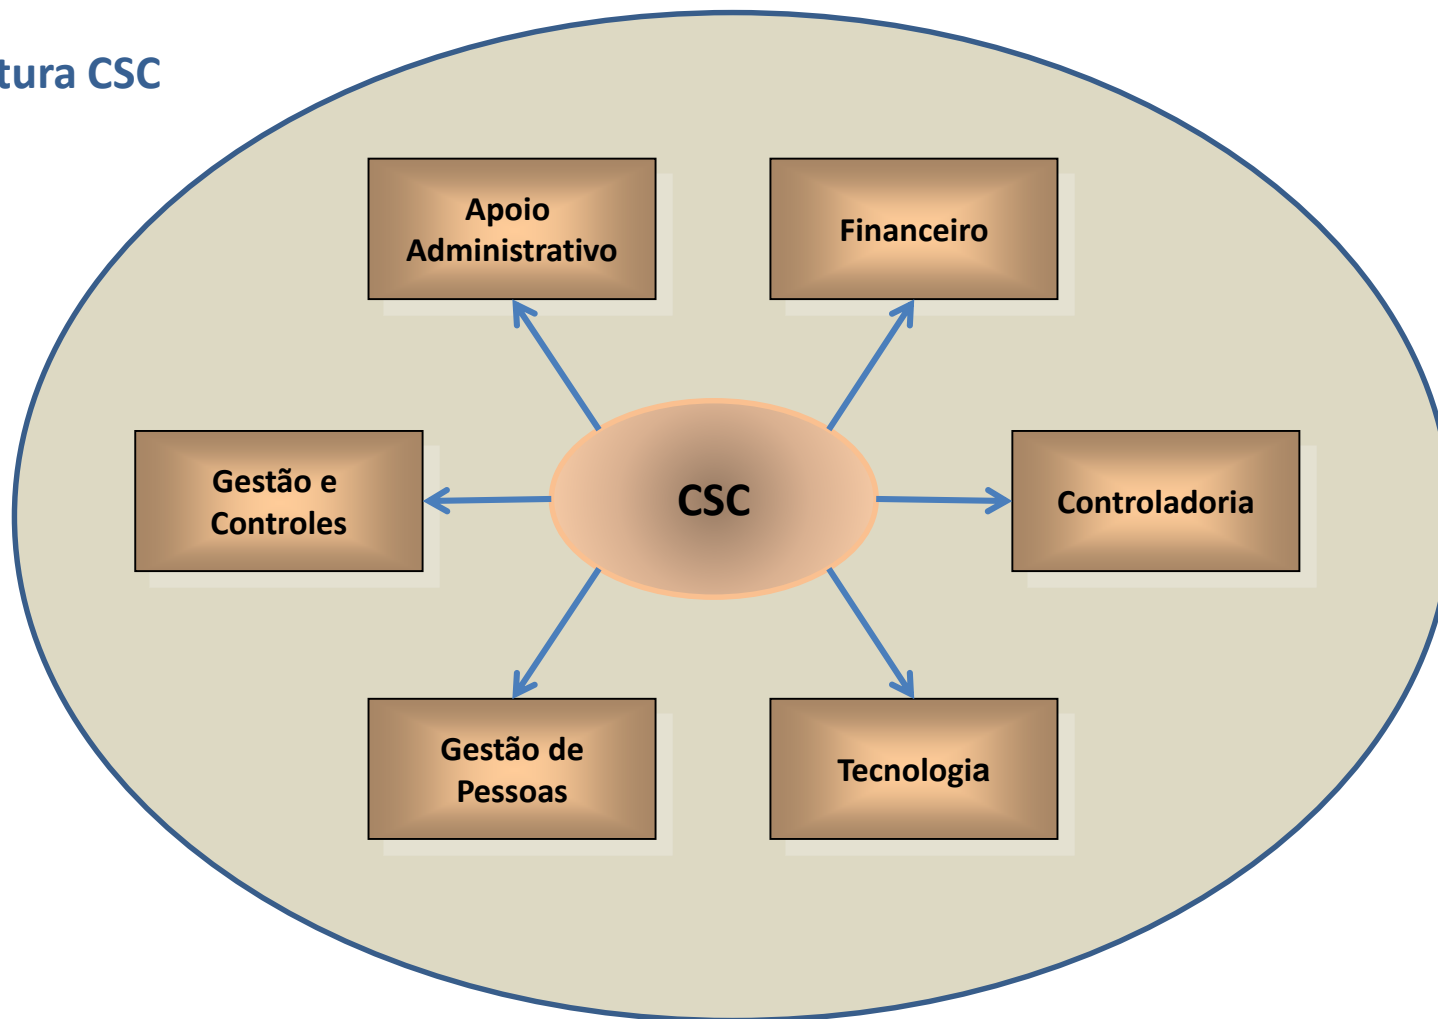 tura CSC
Apoio
Administrativo
Financeiro
Gestão e
Controles
CSC
Controladoria
Gestão de
Pessoas
Tecnologia